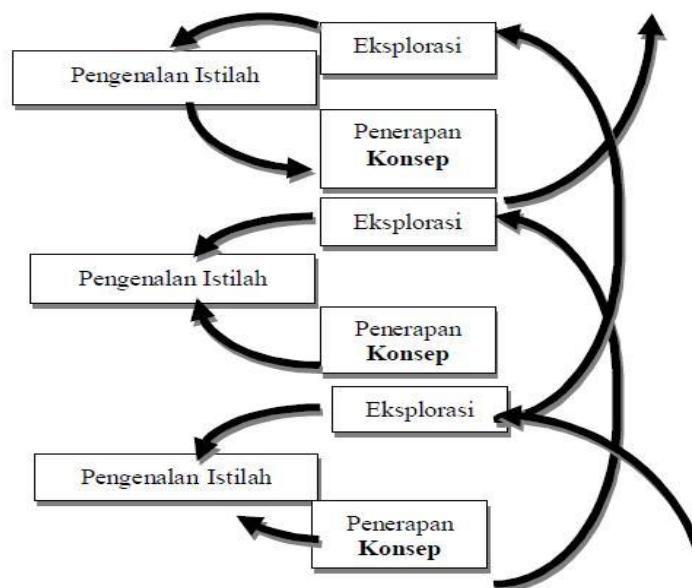 Eksplorasi
Pengenalan Istilah
Penerapan
Konsep
Eksplorasi
Pengenalan Istilah
Penerapan
Konsep
Eksplorasi
Pengenalan Istilah
Penerapan
Konsep